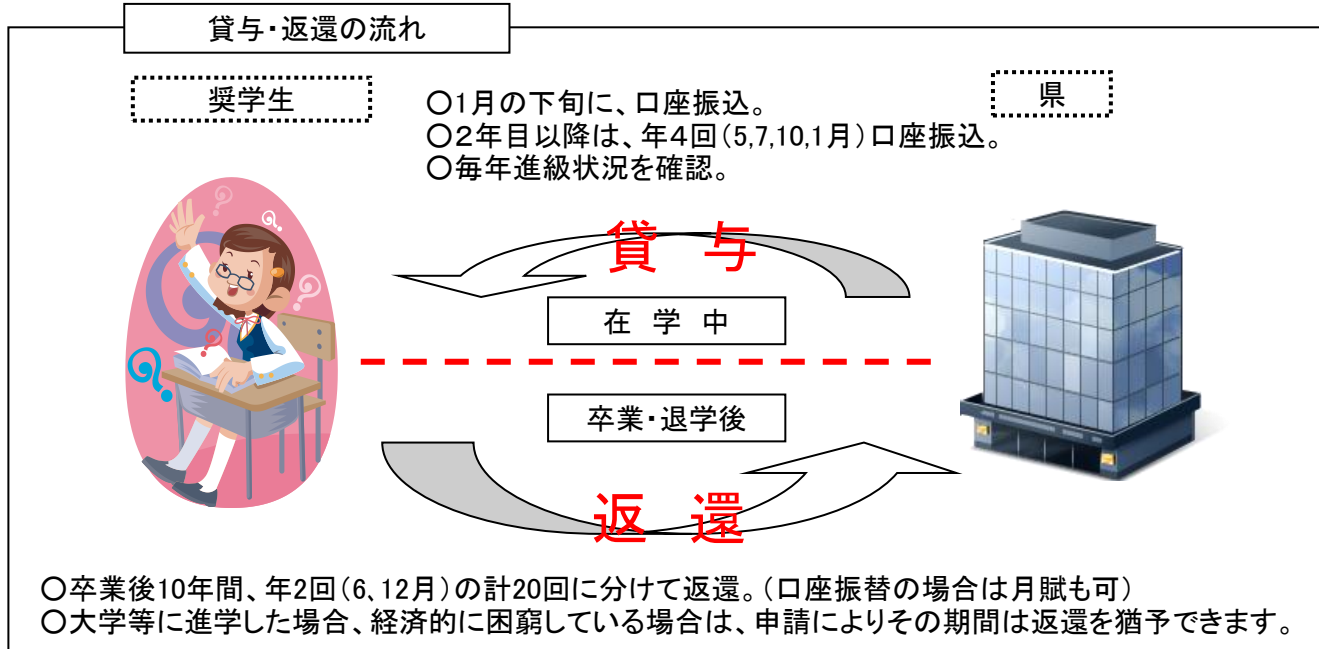 貸与・返還の流れ
奨学生
県
○1月の下旬に、口座振込。
○２年目以降は、年４回（5,7,10,1月）口座振込。
○毎年進級状況を確認。
貸　与
在　学　中
卒業・退学後
返　還
○卒業後10年間、年2回（6、12月）の計20回に分けて返還。（口座振替の場合は月賦も可）
○大学等に進学した場合、経済的に困窮している場合は、申請によりその期間は返還を猶予できます。